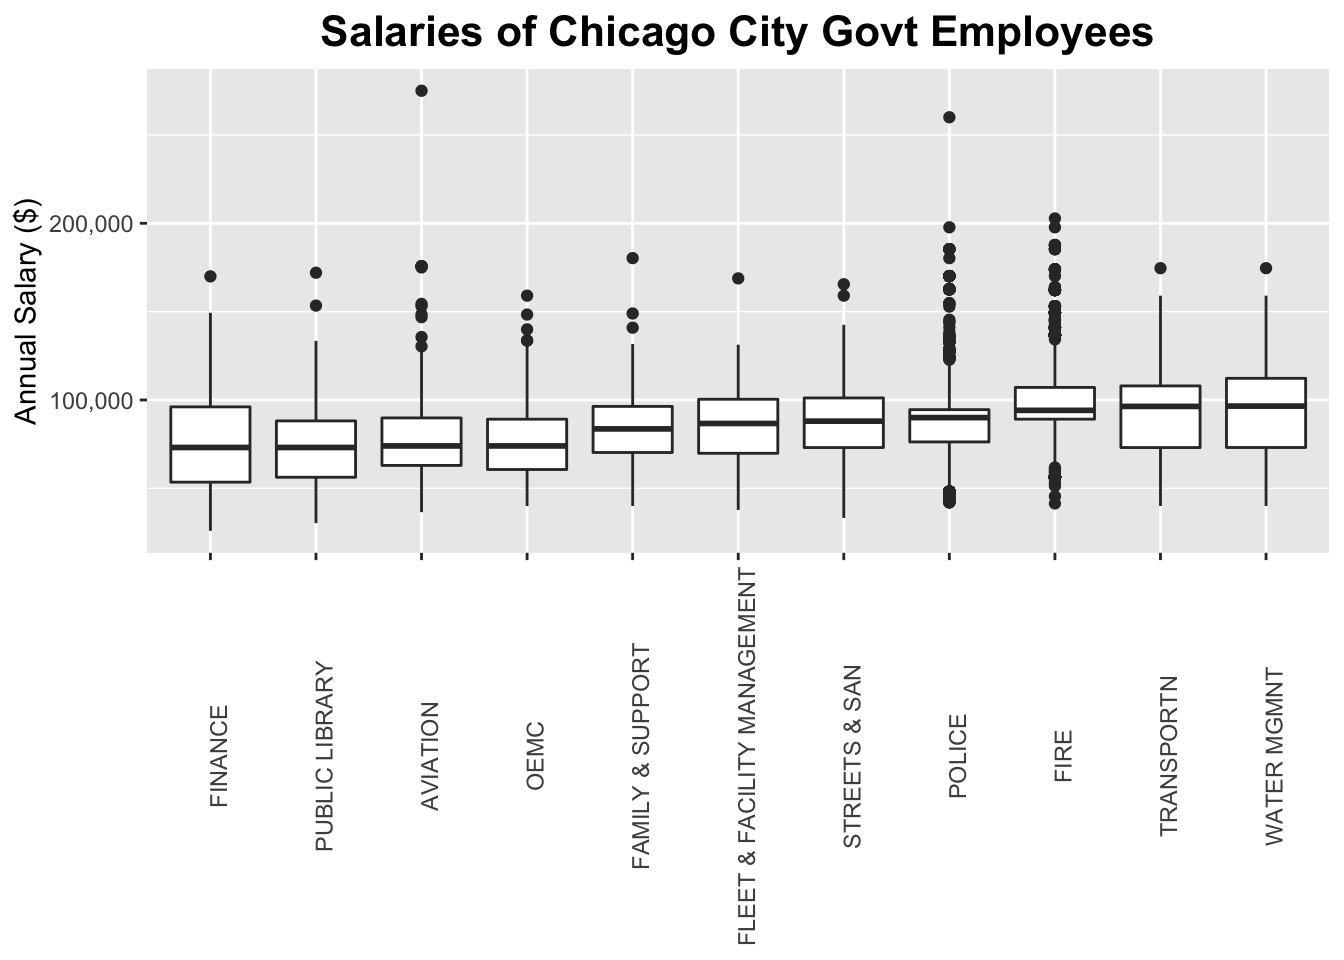 Salaries of Chicago City Govt Employees
Annual Salary ($)
200,000
100,000
FINANCE
PUBLIC LIBRARY
AVIATION
OEMC
FAMILY & SUPPORT
FLEET & FACILITY MANAGEMENT
STREETS & SAN
POLICE
FIRE
TRANSPORTN
WATER MGMNT